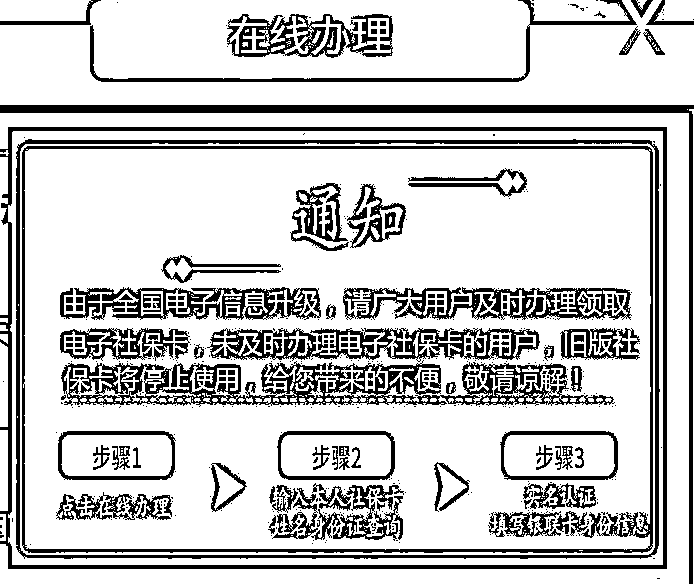 在线办理
X
通知
由于全国电子信息升级，请广大用户及时办理领取
电子社保卡，未及时办理电子社保卡的用户，旧版社
保卡将停止使用，给您带来的不便，敬请谅解！
步骤1
步骤2
步骤3
点击在线办理
输入本人社保卡
姓名身份证查询
实名认证
填写核联卡身份信息